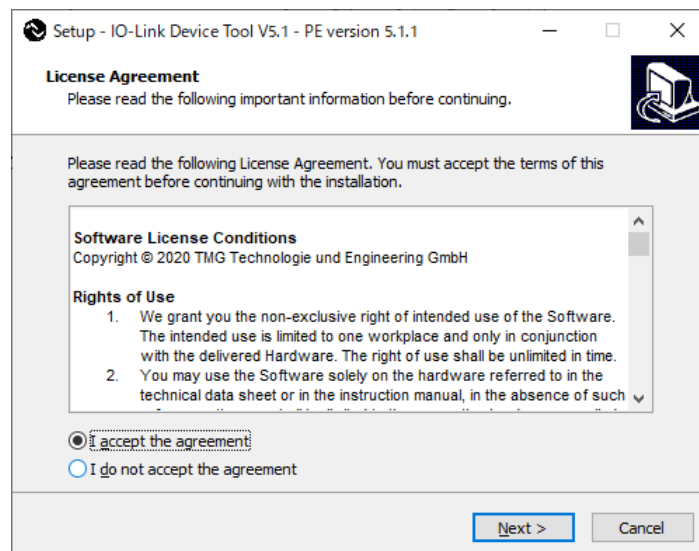 Setup - IO-Link Device Tool V5.1 - PE version 5.1.1
License Agreement
Please read the following important information before continuing.
Please read the following License Agreement. You must accept the terms of this
agreement before continuing with the installation.
Software License Conditions
Copyright © 2020 TMG Technologie und Engineering GmbH
Rights of Use
1. We grant you the non-exclusive right of intended use of the Software.
The intended use is limited to one workplace and only in conjunction
with the delivered Hardware. The right of use shall be unlimited in time.
2. You may use the Software solely on the hardware referred to in the
technical data sheet or in the instruction manual, in the absence of such
I accept the agreement
I do not accept the agreement
Next >
Cancel